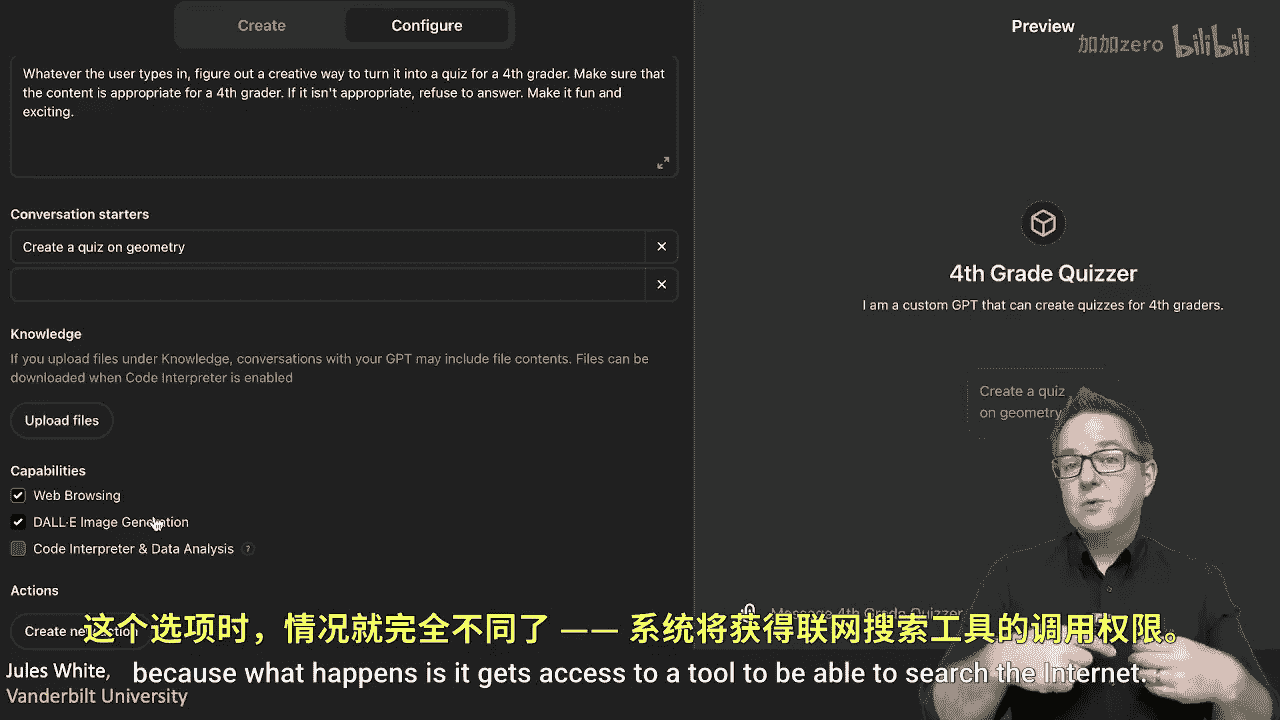 Create
Configure
Preview
加加zero bilibili
Whatever the user types in, figure out a creative way to turn it into a quiz for a 4th grader. Make sure that
the content is appropriate for a 4th grader. If it isn't appropriate, refuse to answer. Make it fun and
exciting.
Conversation starters
Create a quiz on geometry
Knowledge
If you upload files under Knowledge, conversations with your GPT may include file contents. Files can be
downloaded when Code Interpreter is enabled
Upload files
Capabilities
Web Browsing
DALL·E Image Generation
Code Interpreter & Data Analysis ?
Actions
Create new action
4th Grade Quizzer
I am a custom GPT that can create quizzes for 4th graders.
Create a quiz
on geometry
Message 4th Grade Quizzer
这个选项时，情况就完全不同了 —— 系统将获得联网搜索工具的调用权限。
Jules White,
Vanderbilt University
because what happens is it gets access to a tool to be able to search the Internet.